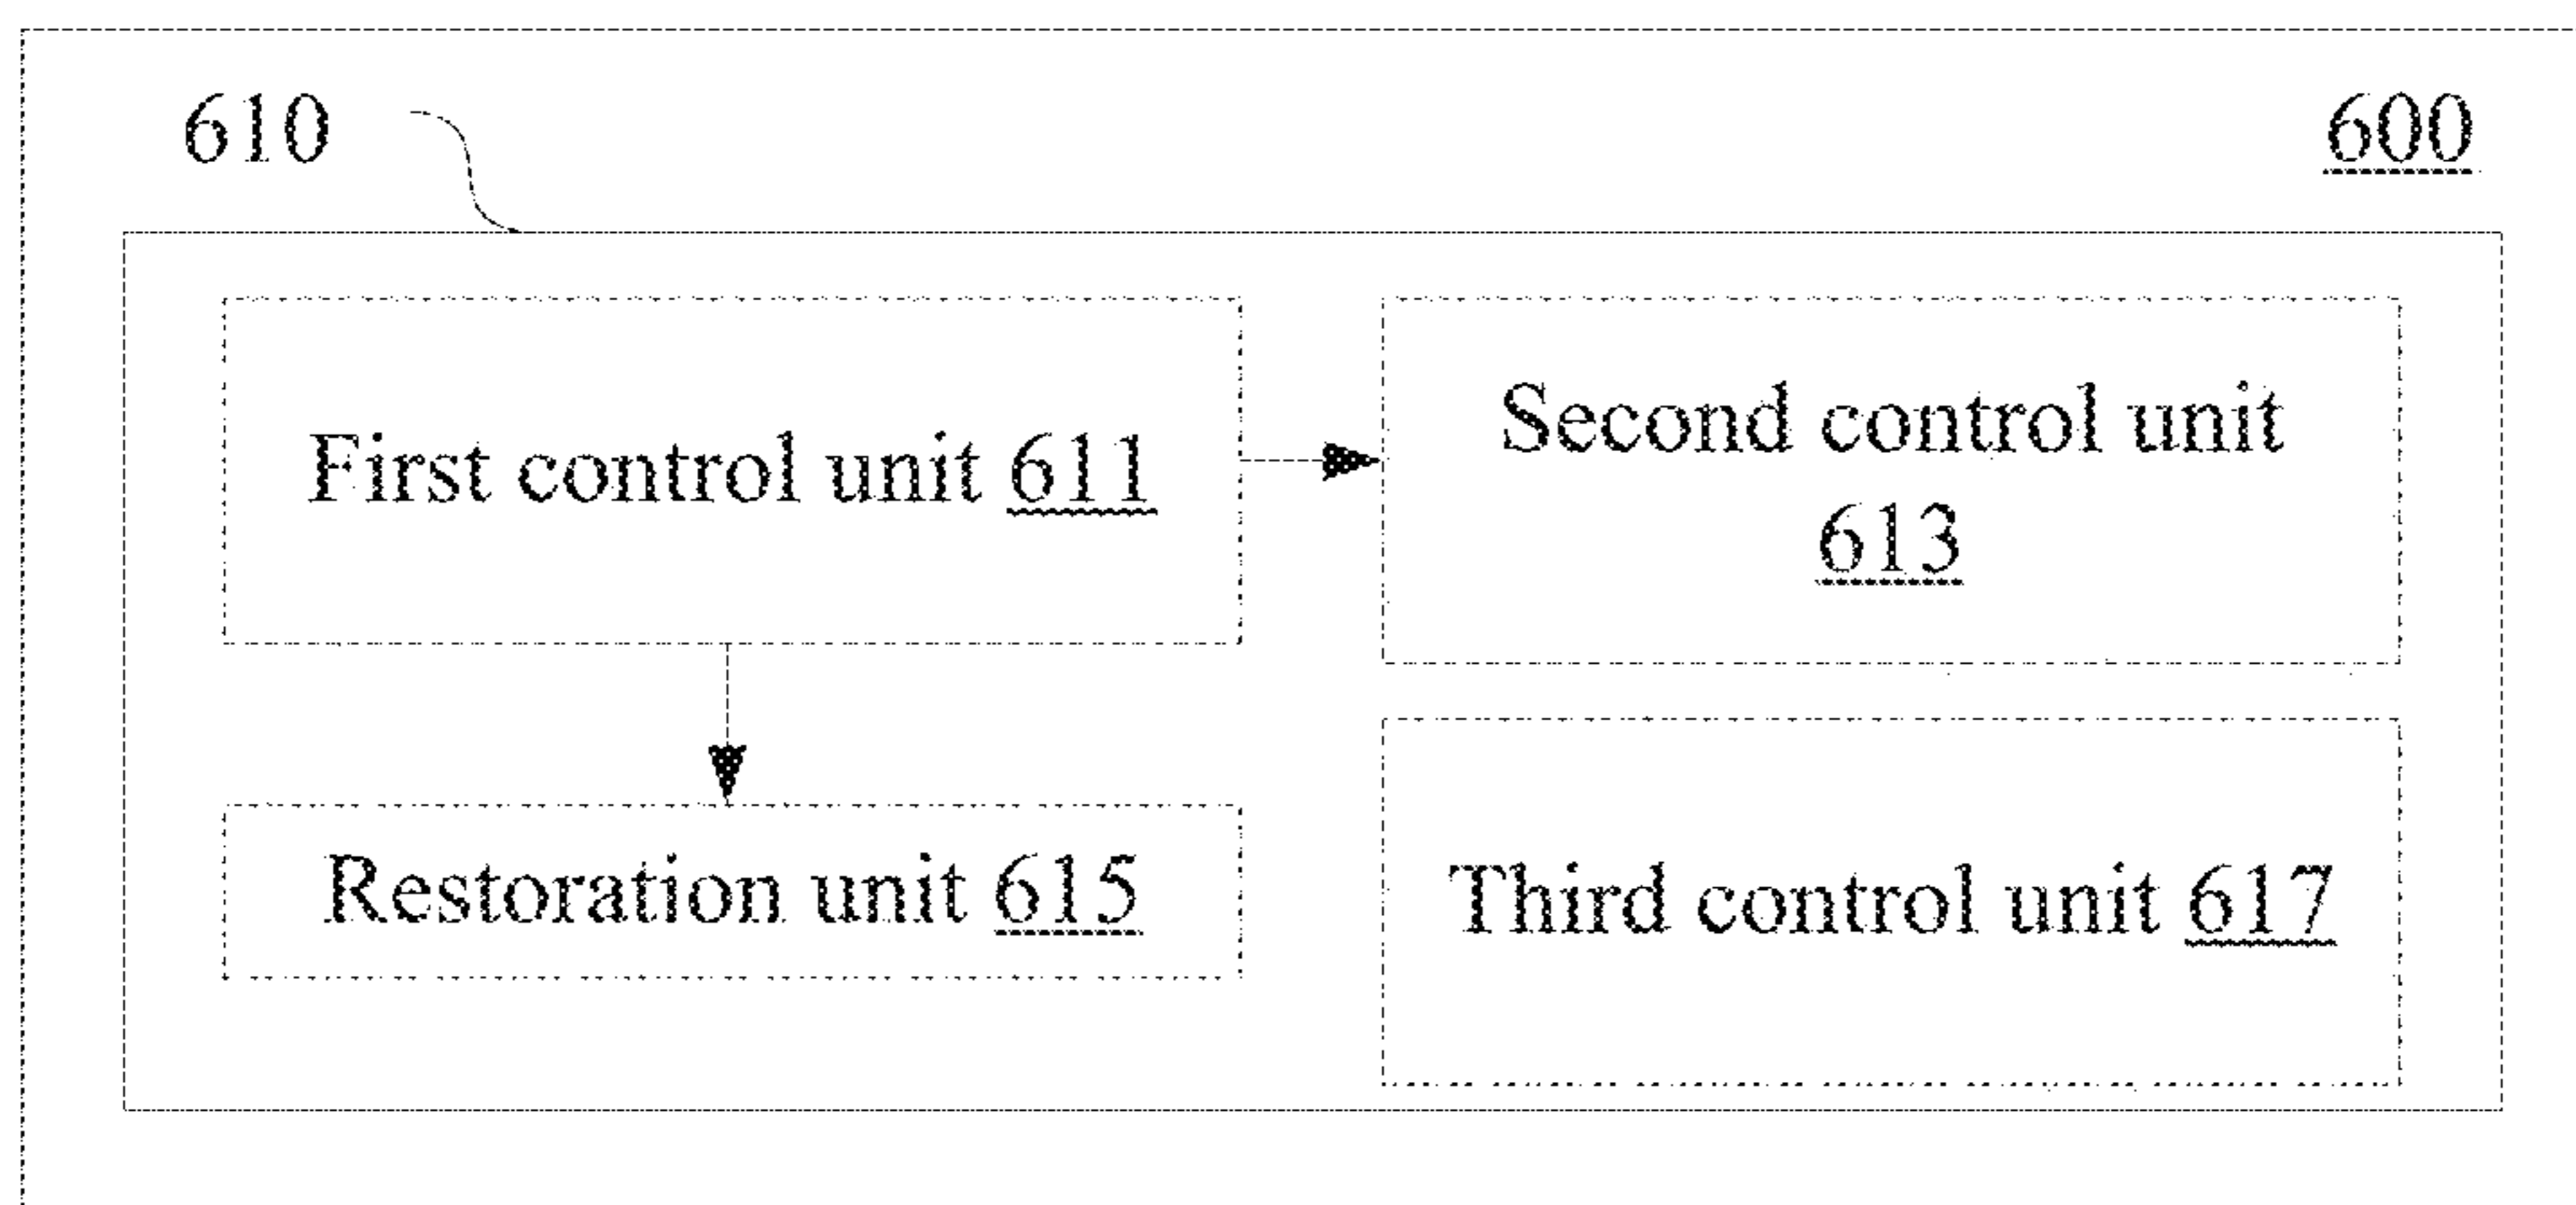 610
600
First control unit 611
Second control unit
613
Restoration unit 615
Third control unit 617